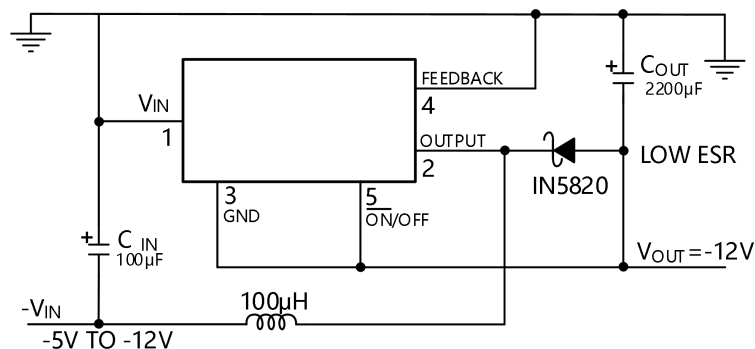 FEEDBACK
4
COUT
2200μF
VIN
1
OUTPUT
2
LOW ESR
IN5820
3
GND
5
ON/OFF
CIN
100μF
VOUT=-12V
100μH
-VIN
-5V TO -12V